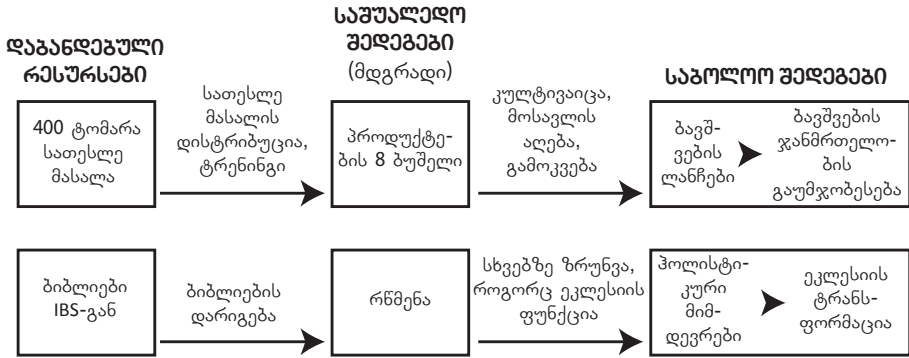 დაბანდებული
რესურსები
საშუალედო
შედეგები
(მდგრადი)
საბოლოო შედეგები
400 ტომარა
სათესლე
მასალა
სათესლე
მასალის
დისტრიბუცია,
ტრენინგი
პროდუქტე-
ბის 8 ბუშელი
კულტივაიცა,
მოსავლის
აღება,
გამოკვება
ბავშ-
ვების
ლანჩები
ბავშვების
ჯანმრთელო-
ბის
გაუმჯობესება
ბიბლიები
IBS-გან
ბიბლიების
დარიგება
რწმენა
სხვებზე ზრუნვა,
როგორც ეკლესიის
ფუნქცია
ჰოლისტი-
კური
მიმ-
დევრები
ეკლესიის
ტრანს-
ფორმაცია